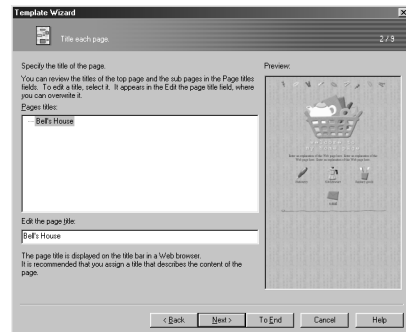 Template Wizard
Title each page.
2 / 9
Specify the title of the page.
You can review the titles of the top page and the sub pages in the Page titles
fields. To edit a title, select it. It appears in the Edit the page title field, where
you can overwrite it.
Pages titles:
Bell's House
Edit the page title:
Bell's House
The page title is displayed on the title bar in a Web browser.
It is recommended that you assign a title that describes the content of the
page.
Preview:
< Back
Next >
To End
Cancel
Help